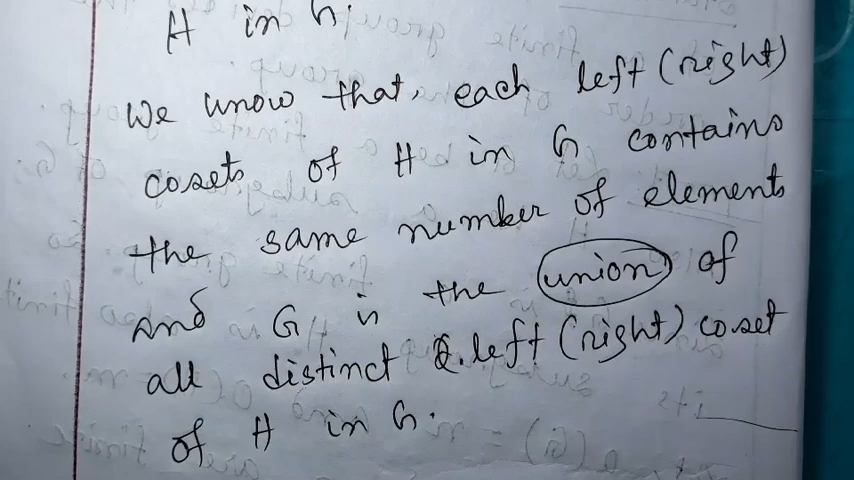 H in G.
We know that, each left (right)
cosets of H in G contains
the same number of elements
and G is the union of
all distinct left (right) coset
of H in G.